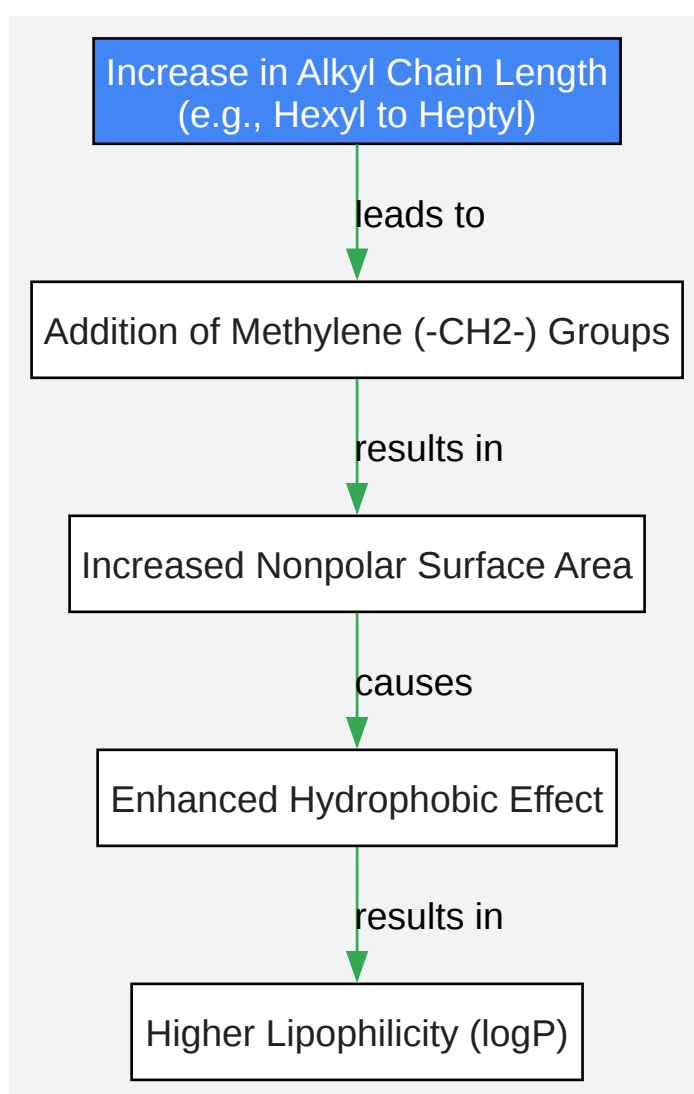 Increase in Alkyl Chain Length
(e.g., Hexyl to Heptyl)
leads to
Addition of Methylene (-CH2-) Groups
results in
Increased Nonpolar Surface Area
causes
Enhanced Hydrophobic Effect
results in
Higher Lipophilicity (logP)